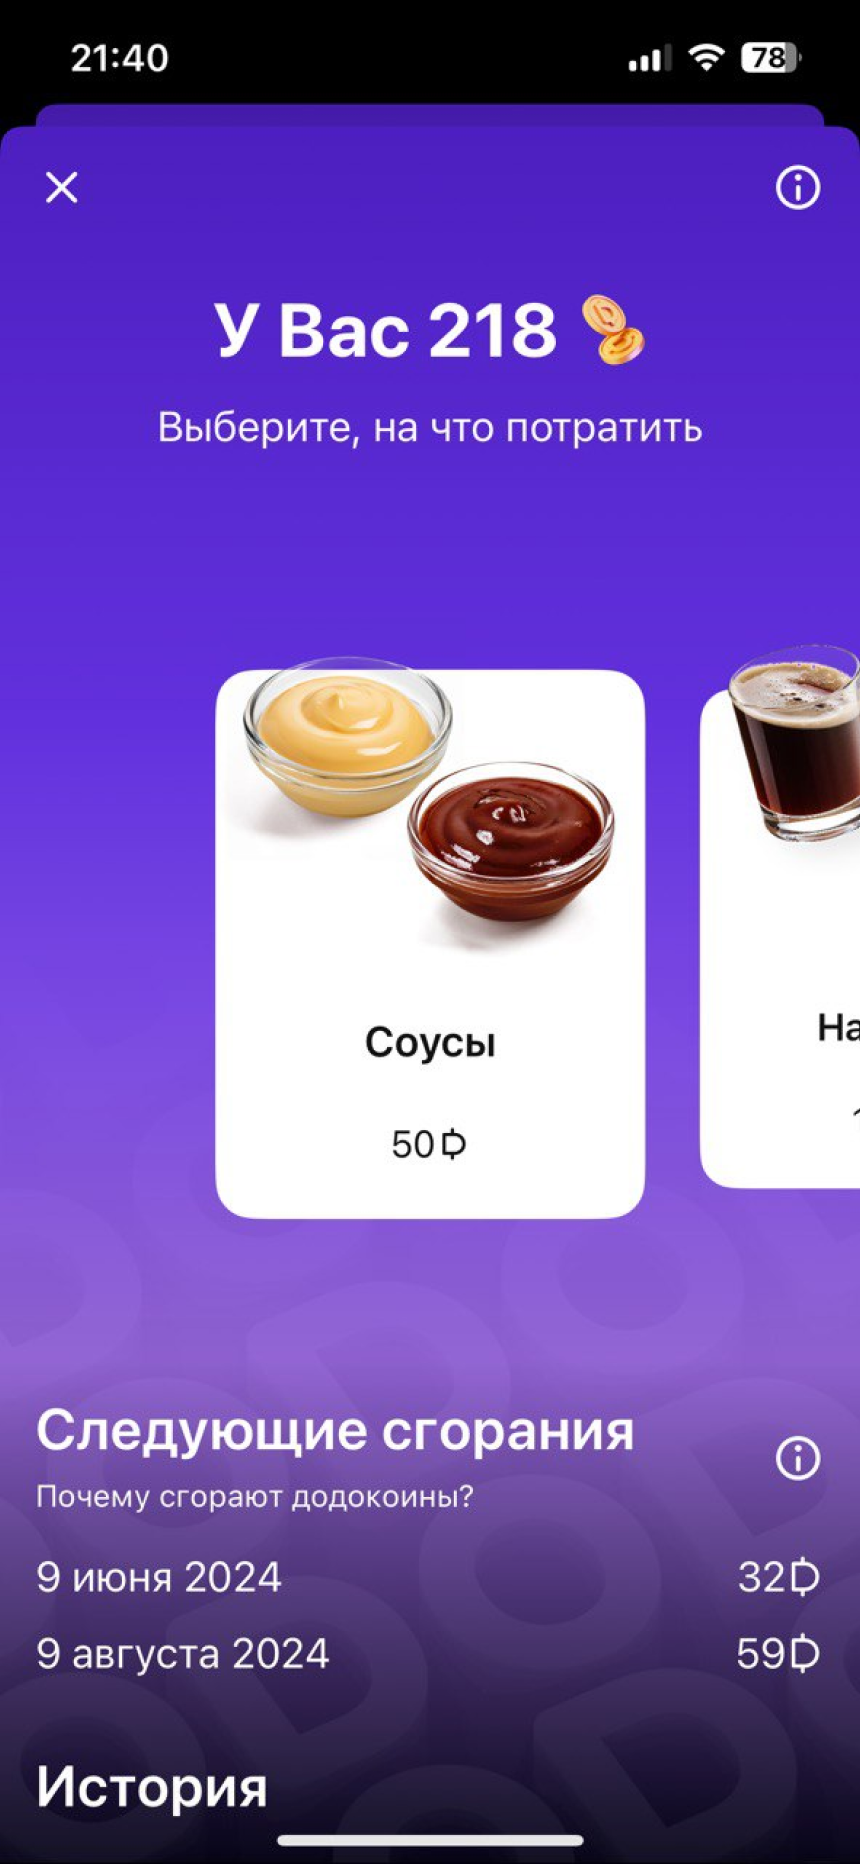 21:40
78
У Вас 218
Выберите, на что потратить
Соусы
50
Следующие сгорания
Почему сгорают додокоины?
9 июня 2024 32
9 августа 2024 59
История